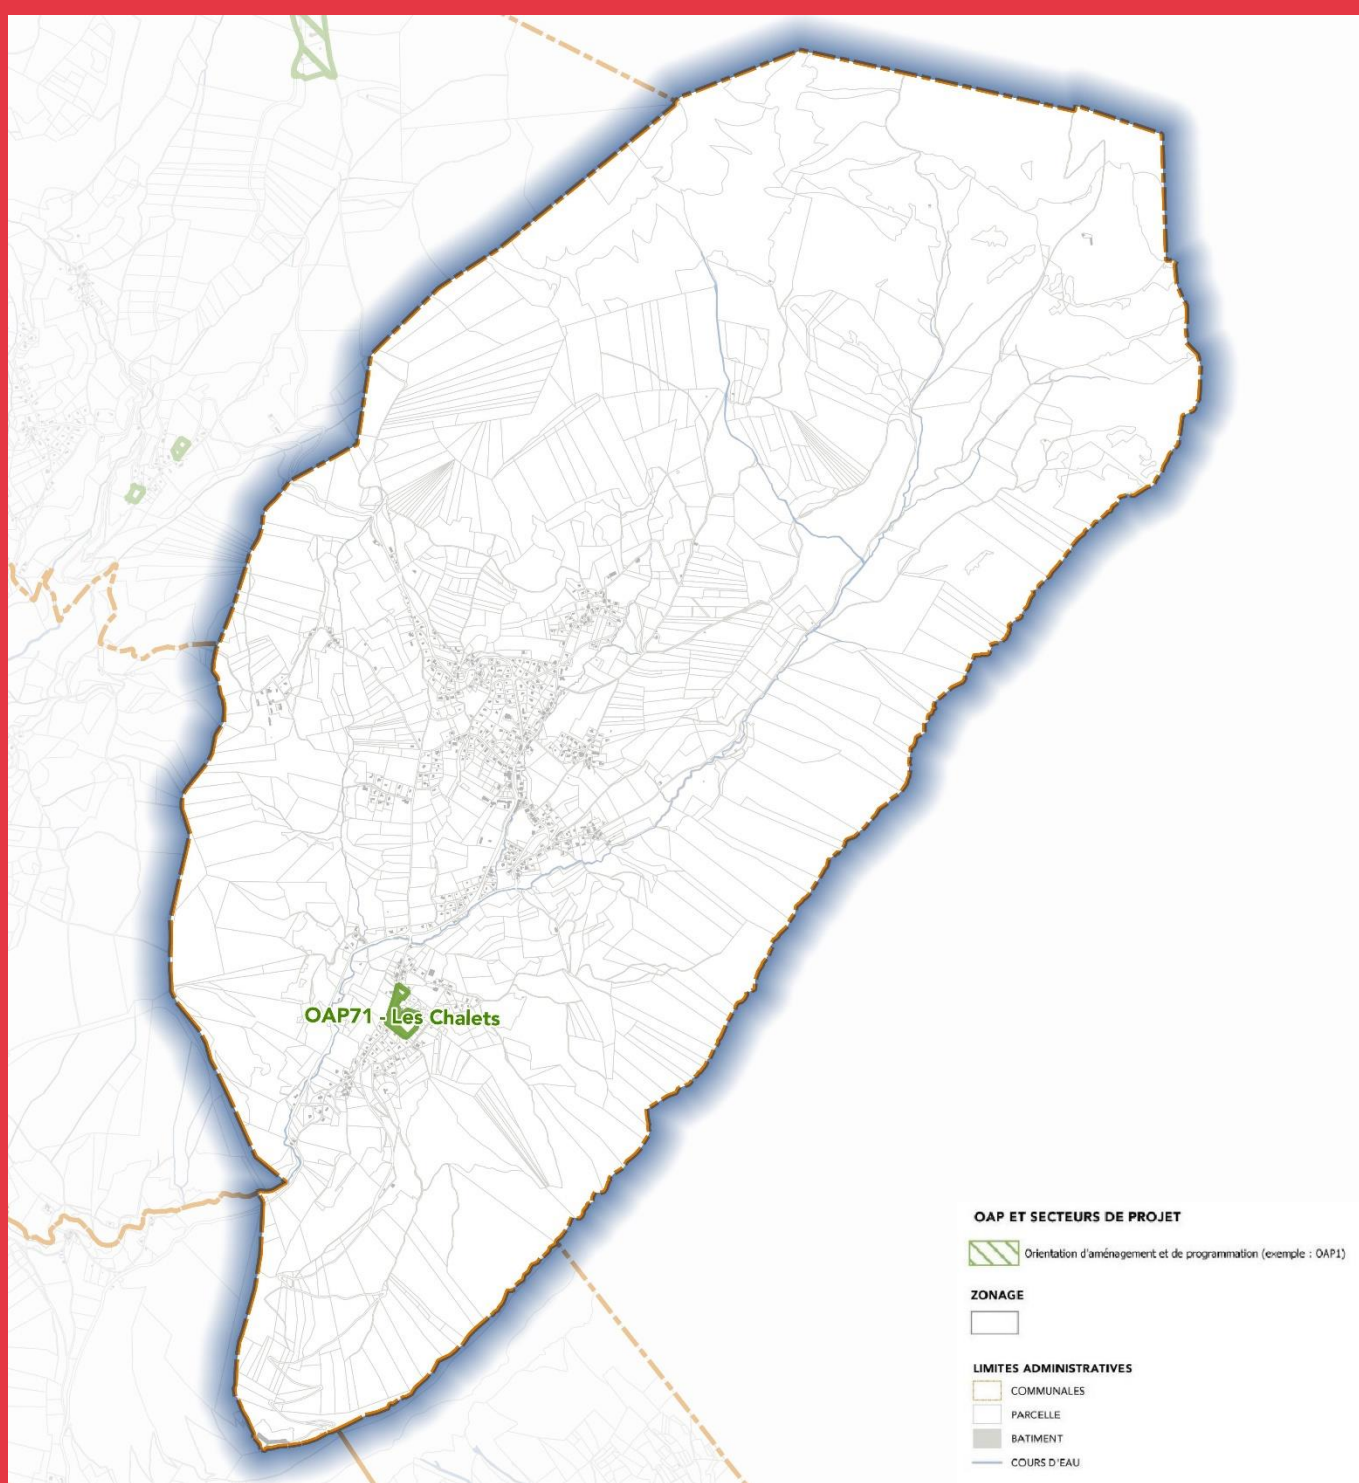 OAP71 - Les Chalets
OAP ET SECTEURS DE PROJET
Orientation d'aménagement et de programmation (exemple : OAP1)
ZONAGE
LIMITES ADMINISTRATIVES
COMMUNALES
PARCELLE
BATIMENT
COURS D'EAU